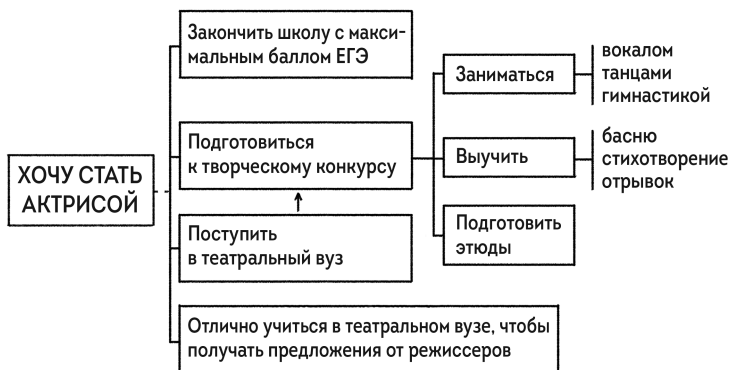 ХОЧУ СТАТЬ
АКТРИСОЙ
Закончить школу с макси-
мальным баллом ЕГЭ
Подготовиться
к творческому конкурсу
Поступить
в театральный вуз
Отлично учиться в театральном вузе, чтобы
получать предложения от режиссеров
Заниматься
вокалом
танцами
гимнастикой
Выучить
басню
стихотворение
отрывок
Подготовить
этюды